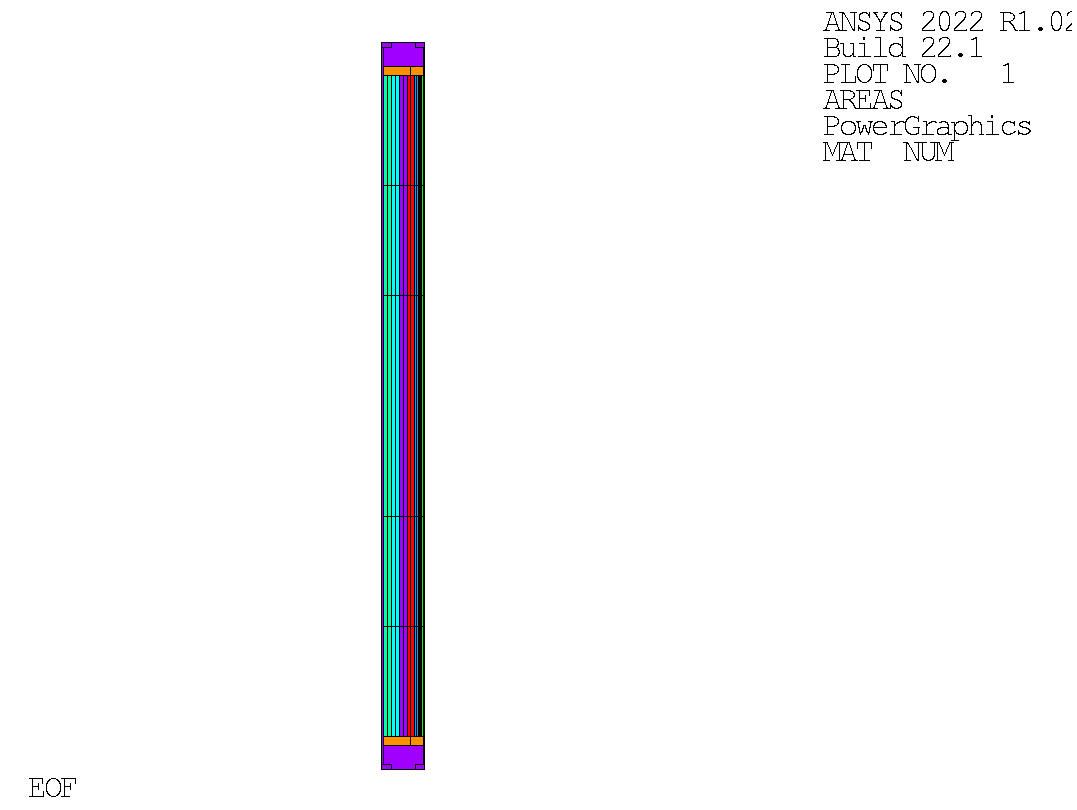 ANSYS 2022 R1.02
Build 22.1
PLOT NO.   1
AREAS
PowerGraphics
MAT  NUM
EOF